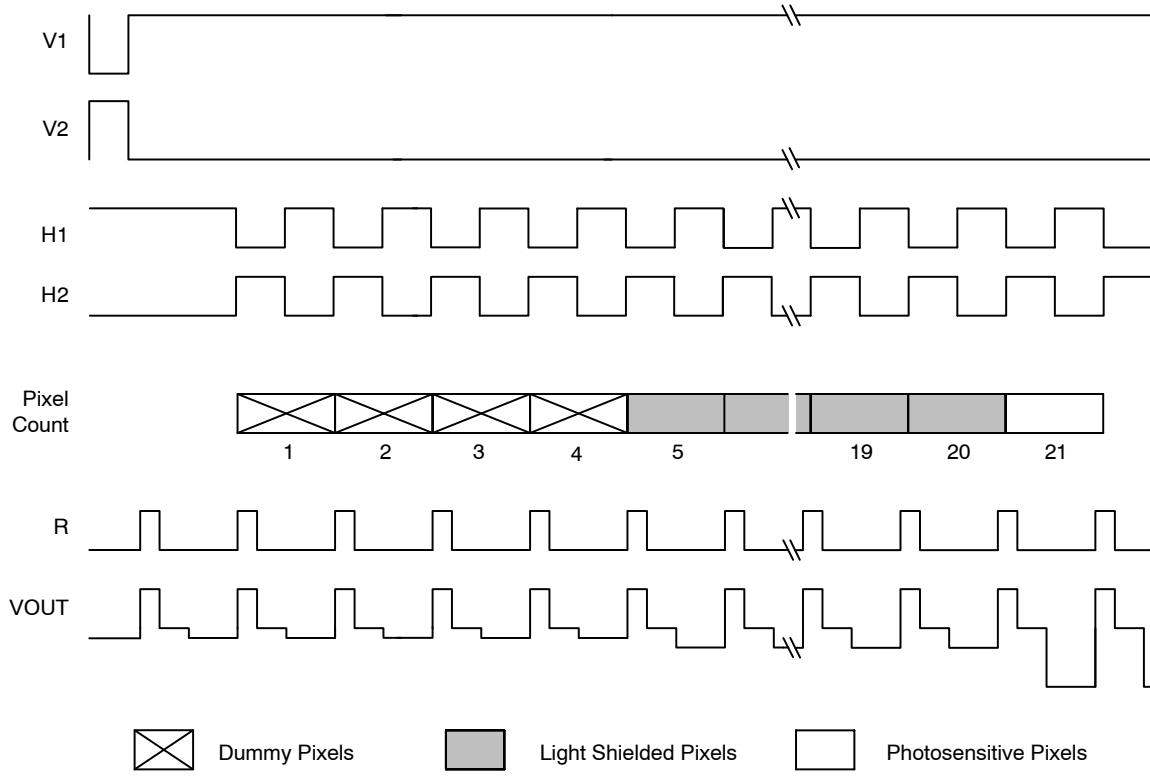 V1
V2
H1
H2
Pixel
Count
1 2 3 4 5 19 20 21
R
VOUT
Dummy Pixels Light Shielded Pixels Photosensitive Pixels